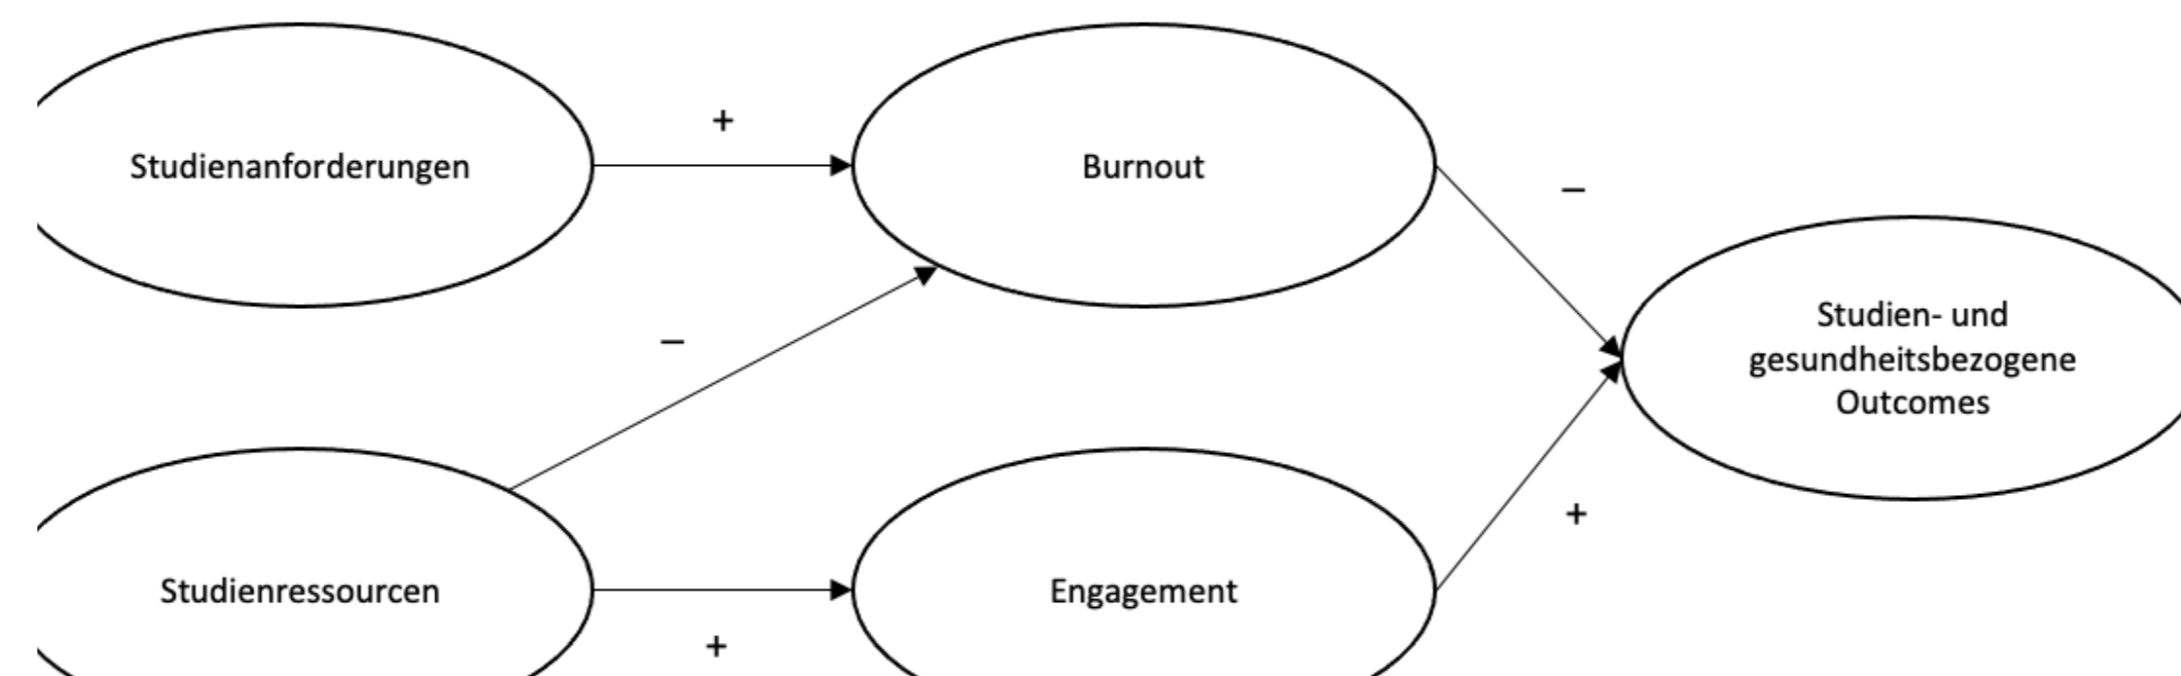 +
Studienanforderungen
Burnout
–
–
Studien- und
gesundheitsbezogene
Outcomes
Studienressourcen
Engagement
+
+